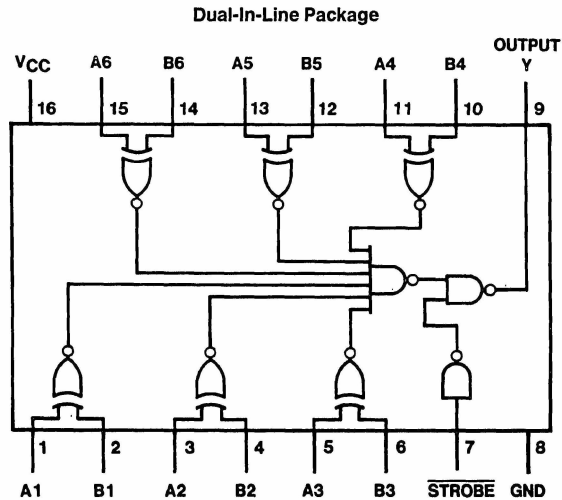 Dual-In-Line Package
OUTPUT
VCC A6 B6 A5 B5 A4 B4 Y
16 15 14 13 12 11 10 9
1 2 3 4 5 6 7 8
A1 B1 A2 B2 A3 B3 STROBE GND